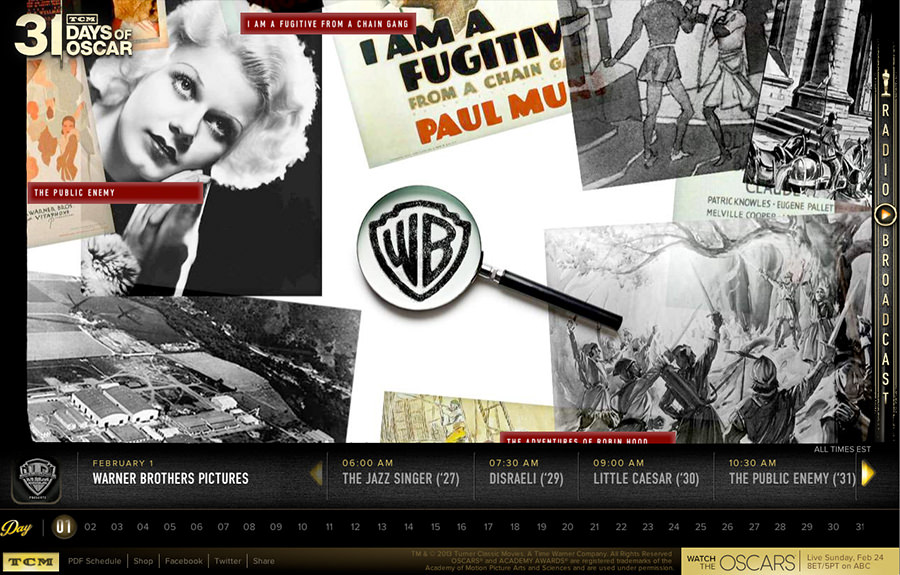 31 TCM
DAYS OF
OSCAR
I AM A FUGITIVE FROM A CHAIN GANG
I AM A
FUGITIV
FROM A CHAIN GA
PAUL MU
THE PUBLIC ENEMY
WARNER BROS.
VITAPHONE
WB
CLAUDE
PATRIC KNOWLES · EUGENE PALLET
MELVILLE COOPER
THE ADVENTURES OF ROBIN HOOD
RADIO BROADCAST
ALL TIMES EST
FEBRUARY 1
WARNER BROTHERS PICTURES
06:00 AM
THE JAZZ SINGER ('27)
07:30 AM
DISRAELI ('29)
09:00 AM
LITTLE CAESAR ('30)
10:30 AM
THE PUBLIC ENEMY ('31)
Day 01 02 03 04 05 06 07 08 09 10 11 12 13 14 15 16 17 18 19 20 21 22 23 24 25 26 27 28 29 30 31
TCM PDF Schedule Shop Facebook Twitter Share
TM & © 2013 Turner Classic Movies. A Time Warner Company. All Rights Reserved
OSCARS® and ACADEMY AWARD® are registered trademarks of the
Academy of Motion Picture Arts and Sciences and are used under permission.
WATCH THE OSCARS
Live Sunday, Feb 24
8ET/5PT on ABC